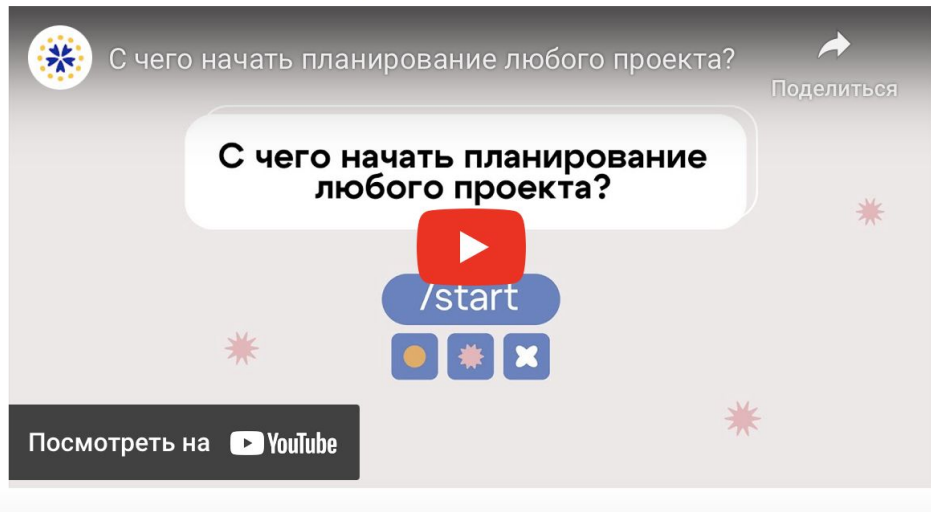 С чего начать планирование любого проекта?
Поделиться
С чего начать планирование
любого проекта?
/start
Посмотреть на YouTube